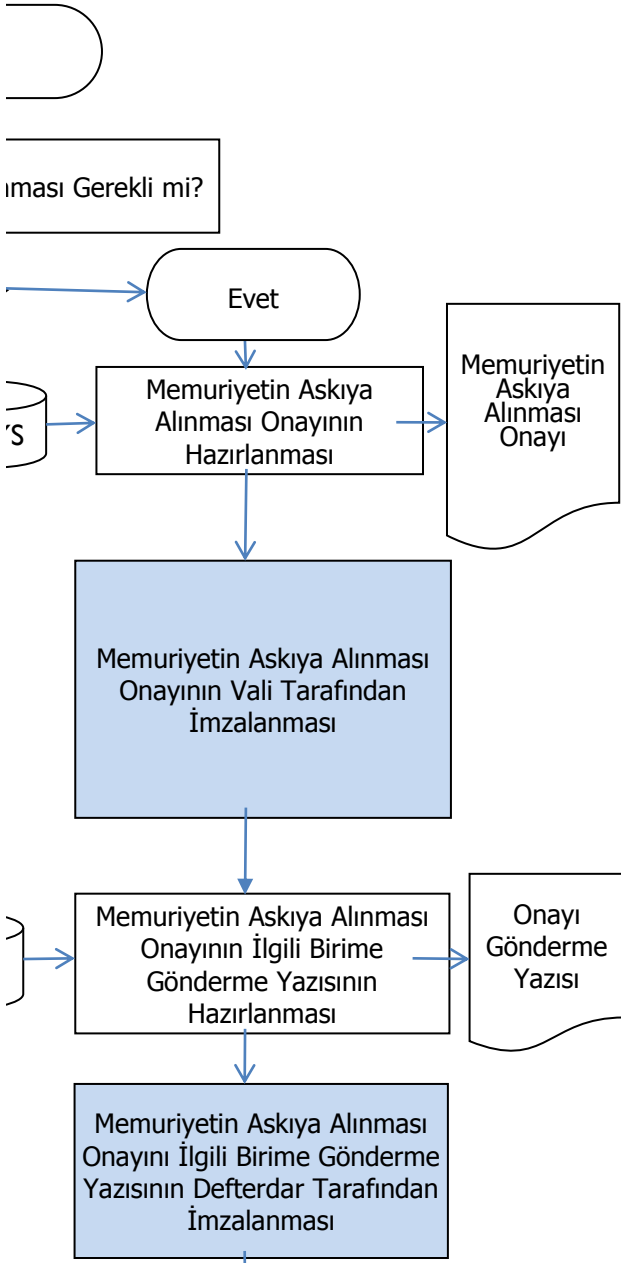 Gerekli mi?
Evet
Memuriyetin Askıya
Alınması Onayının
Hazırlanması
Memuriyetin
Askıya
Alınması
Onayı
Memuriyetin Askıya Alınması
Onayının Vali Tarafından
İmzalanması
Memuriyetin Askıya Alınması
Onayının İlgili Birime
Gönderme Yazısının
Hazırlanması
Onayı
Gönderme
Yazısı
Memuriyetin Askıya Alınması
Onayını İlgili Birime Gönderme
Yazısının Defterdar Tarafından
İmzalanması